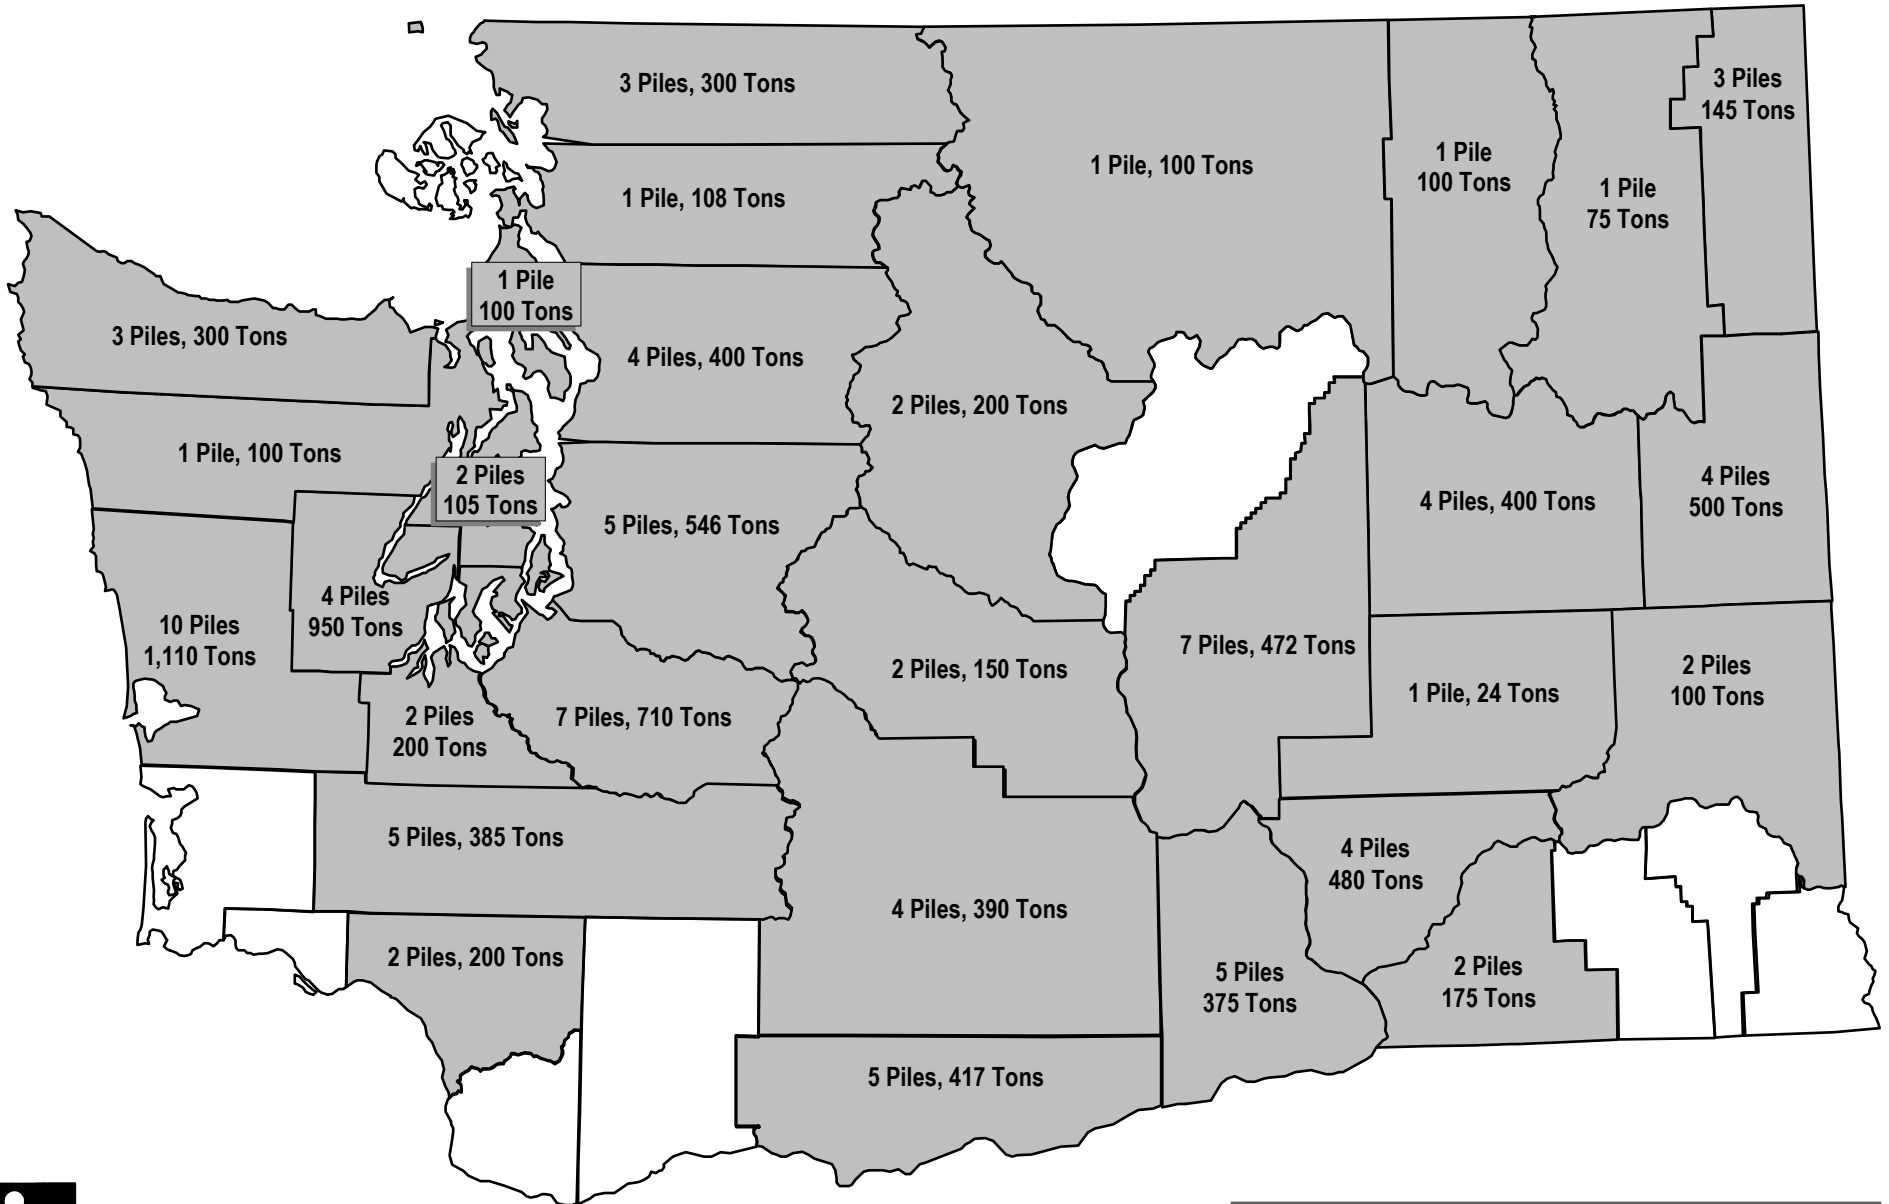 3 Piles, 300 Tons
3 Piles
145 Tons
1 Pile, 100 Tons
1 Pile
100 Tons
1 Pile, 108 Tons
1 Pile
75 Tons
1 Pile
100 Tons
3 Piles, 300 Tons
4 Piles, 400 Tons
2 Piles, 200 Tons
1 Pile, 100 Tons
2 Piles
105 Tons
5 Piles, 546 Tons
4 Piles, 400 Tons
4 Piles
500 Tons
4 Piles
950 Tons
10 Piles
1,110 Tons
7 Piles, 472 Tons
2 Piles, 150 Tons
1 Pile, 24 Tons
2 Piles
100 Tons
2 Piles
200 Tons
7 Piles, 710 Tons
5 Piles, 385 Tons
4 Piles
480 Tons
4 Piles, 390 Tons
2 Piles, 200 Tons
5 Piles
375 Tons
2 Piles
175 Tons
5 Piles, 417 Tons